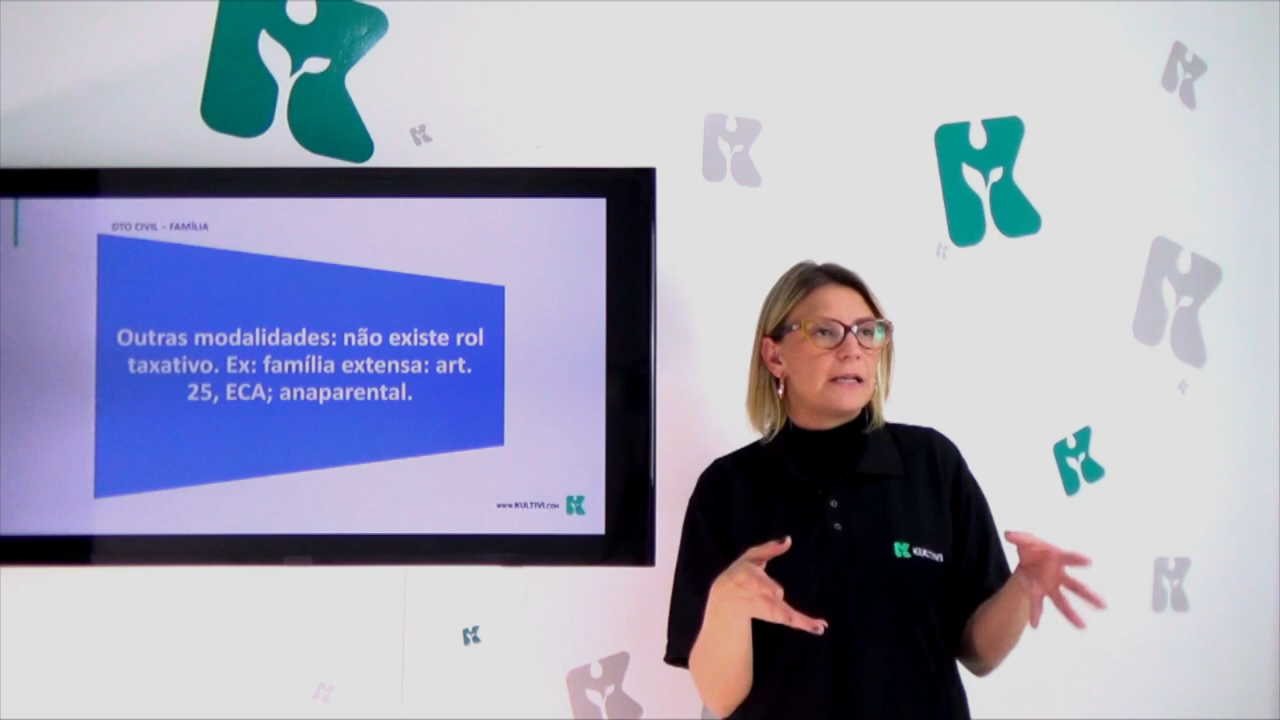 DTO CIVIL – FAMÍLIA
Outras modalidades: não existe rol
taxativo. Ex: família extensa: art.
25, ECA; anaparental.
www.KULTIVI.COM
KULTIVI